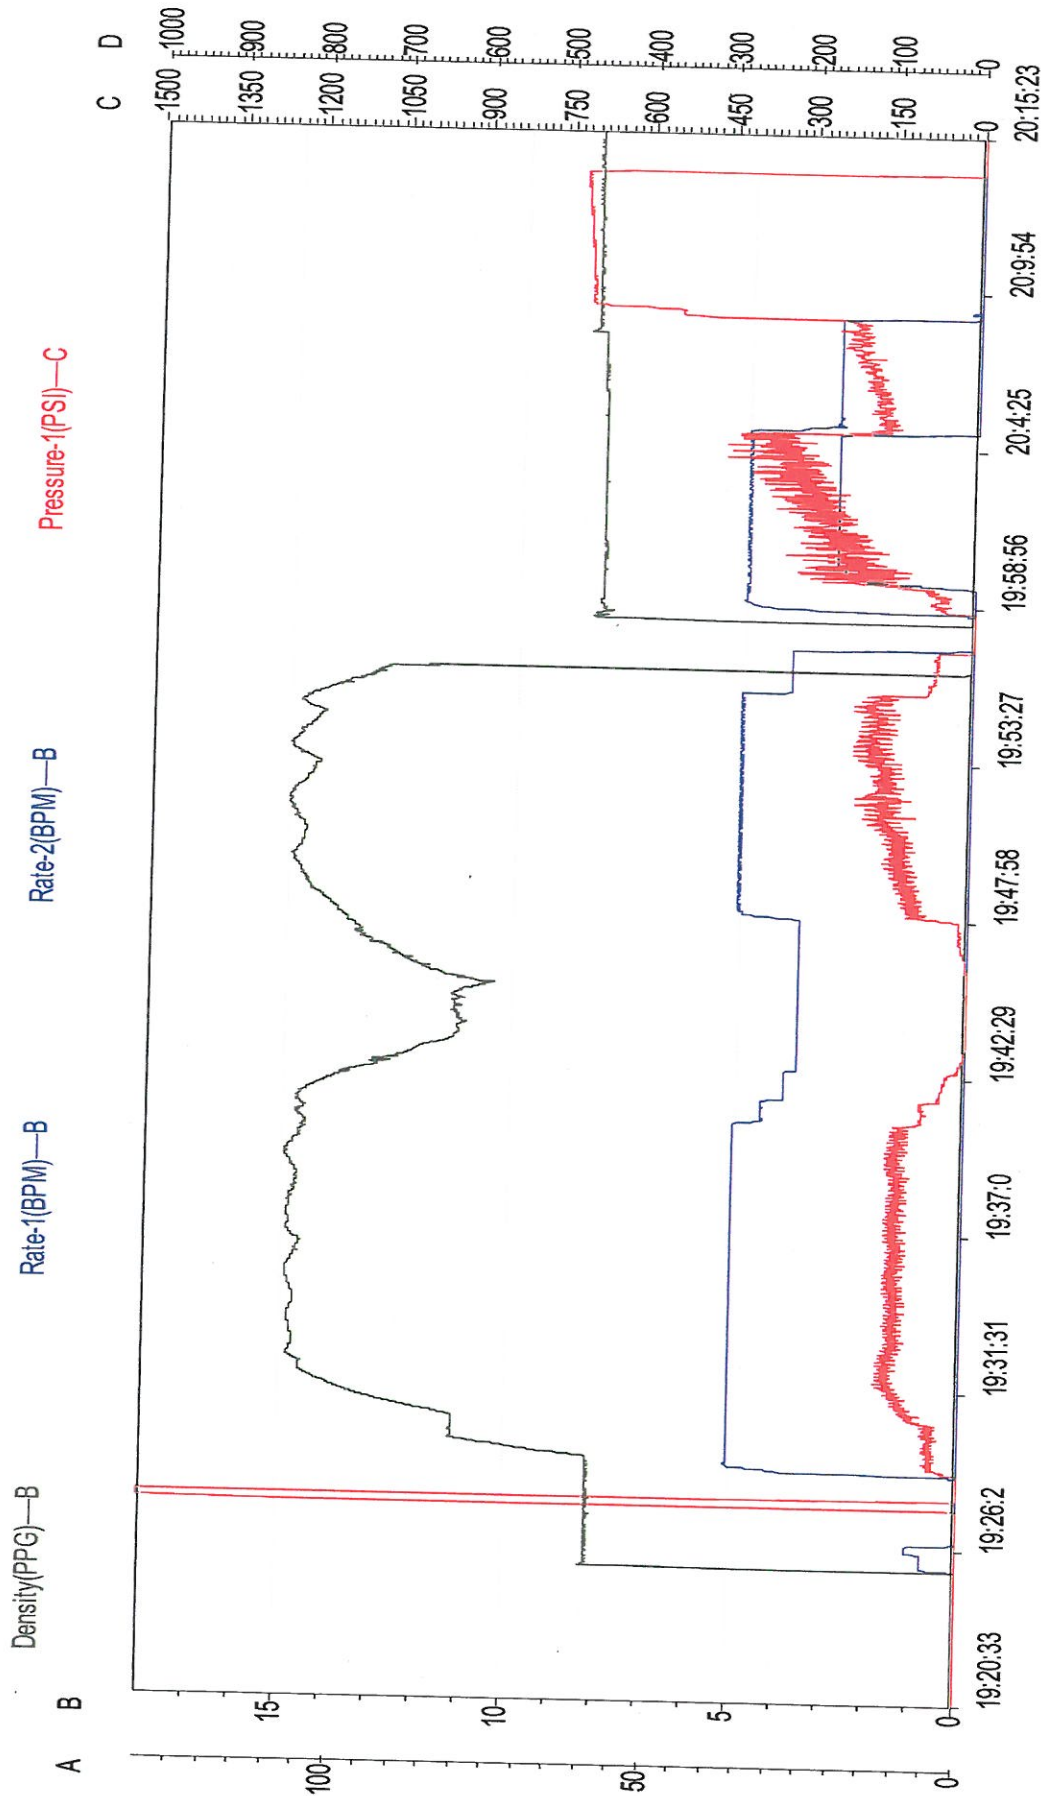 Density(PPG)—B Rate-1(BPM)—B Rate-2(BPM)—B Pressure-1(PSI)—C
A B C D
100 15 1500 1000
1350 900
1200 800
1050 700
10 900 600
50 750 500
600 400
5 450 300
300 200
150 100
0 0 0 0
19:20:33 19:26:2 19:31:31 19:37:0 19:42:29 19:47:58 19:53:27 19:58:56 20:4:25 20:9:54 20:15:23